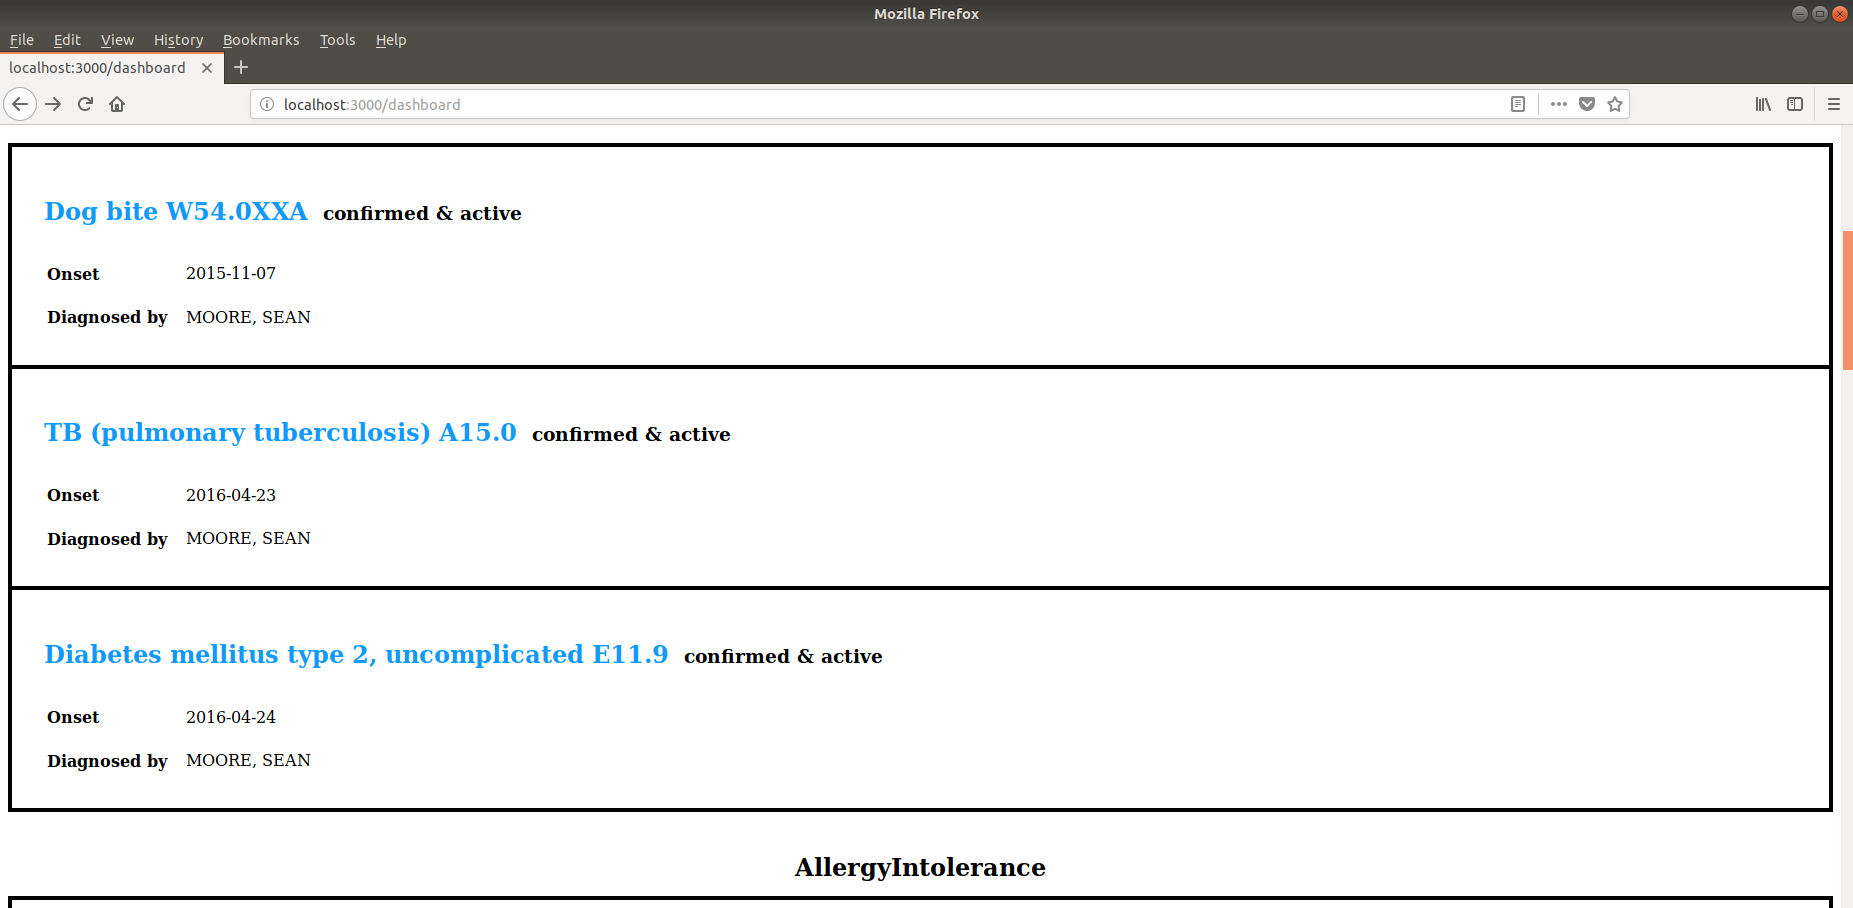 Mozilla Firefox
File Edit View History Bookmarks Tools Help
localhost:3000/dashboard
localhost:3000/dashboard
Dog bite W54.0XXA confirmed & active
Onset 2015-11-07
Diagnosed by MOORE, SEAN
TB (pulmonary tuberculosis) A15.0 confirmed & active
Onset 2016-04-23
Diagnosed by MOORE, SEAN
Diabetes mellitus type 2, uncomplicated E11.9 confirmed & active
Onset 2016-04-24
Diagnosed by MOORE, SEAN
AllergyIntolerance